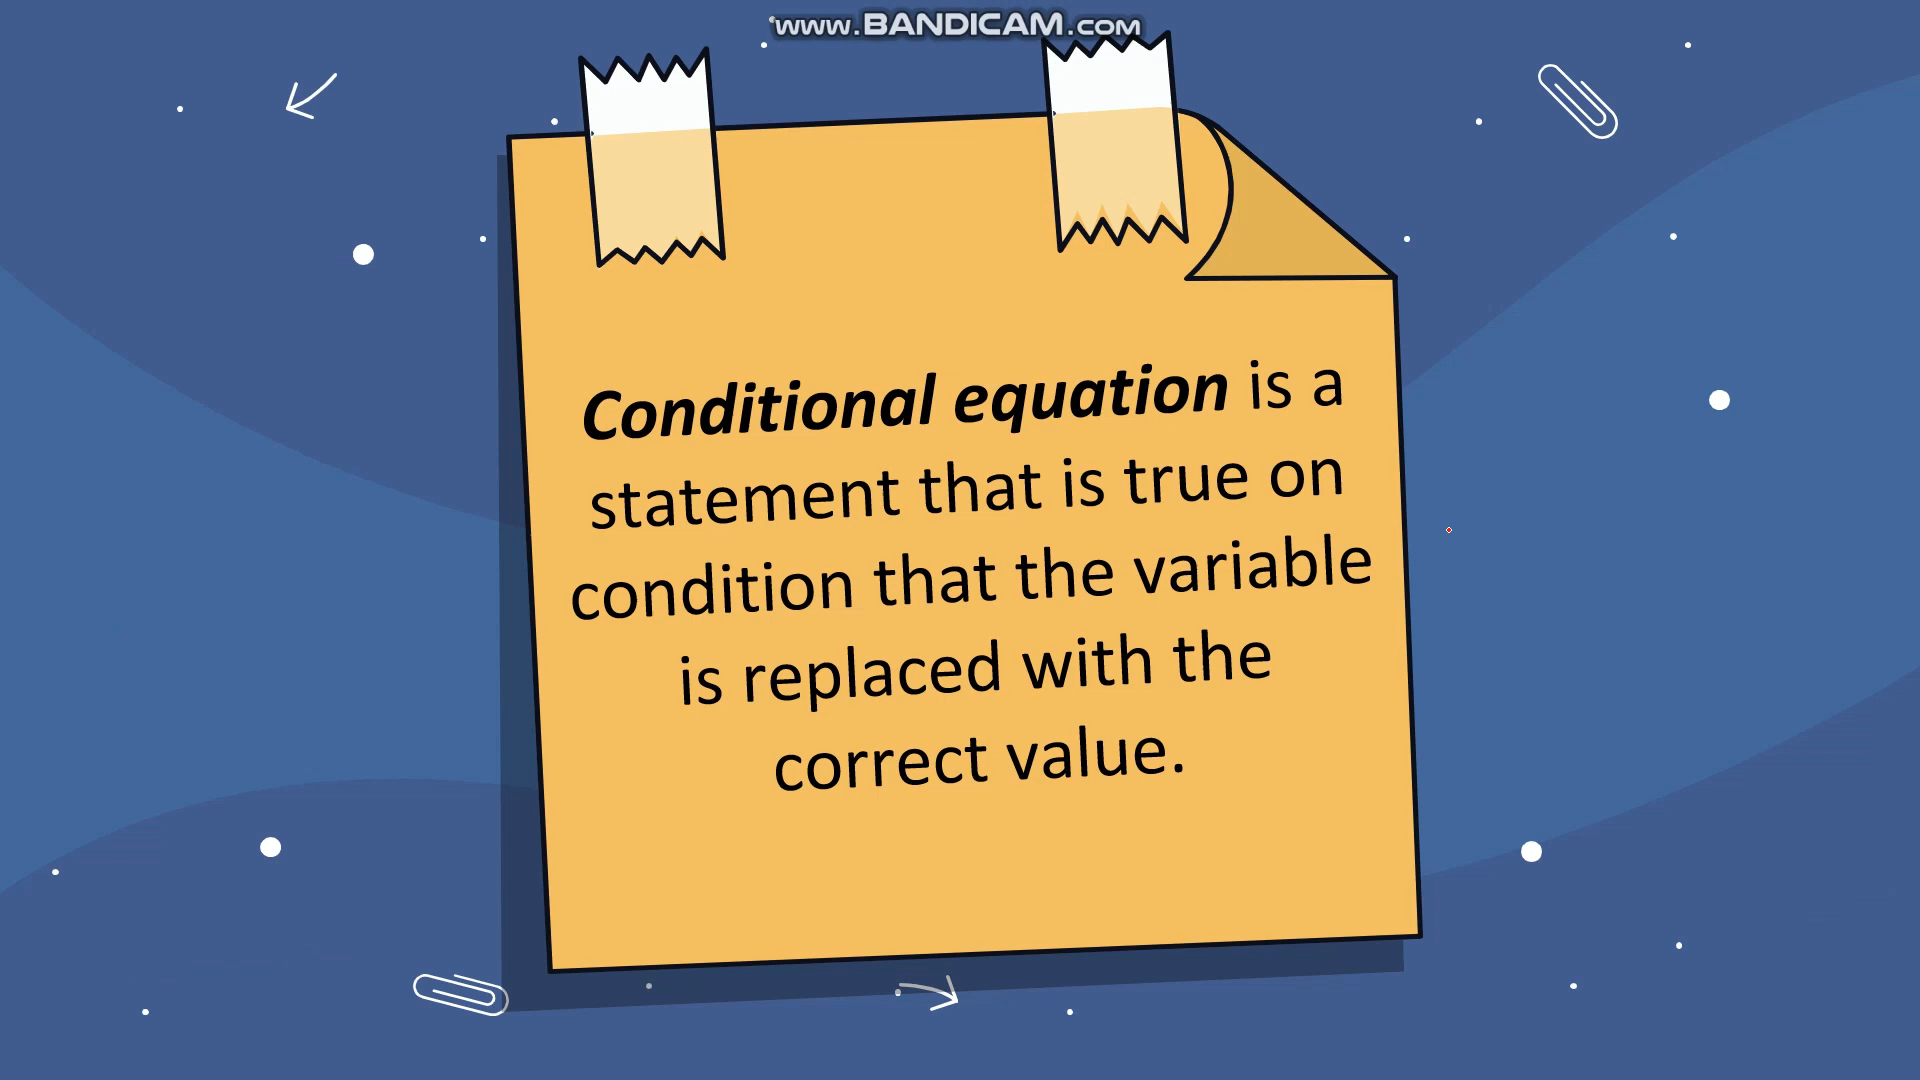 www.BANDICAM.com
Conditional equation is a
statement that is true on
condition that the variable
is replaced with the
correct value.